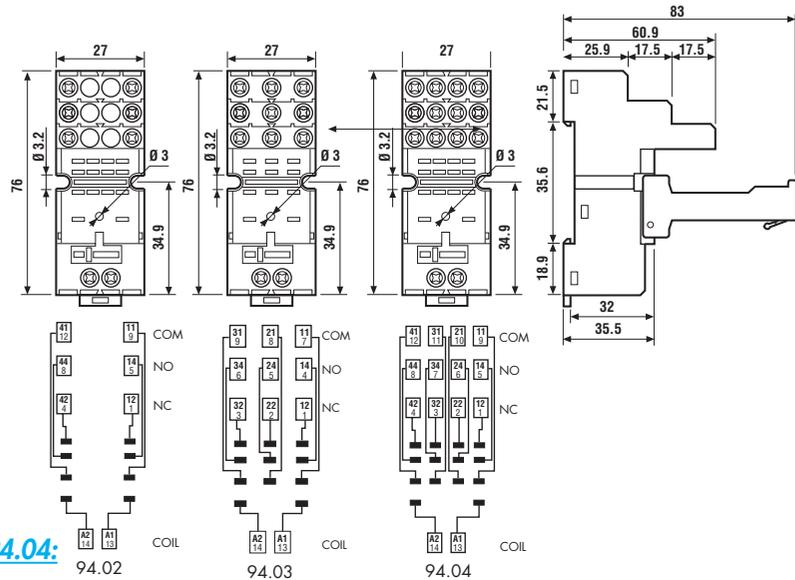 83
60.9
27
27
27
25.9
17.5
17.5
21.5
Ø 3.2
Ø 3
Ø 3.2
Ø 3.2
Ø 3
76
76
76
35.6
34.9
34.9
34.9
18.9
32
35.5
41 11
12 9
COM
44 14
8 5
NO
42 12
4 1
NC
A2 A1
14 13
COIL
94.02
31 21 11
9 8 7
COM
34 24 14
6 5 4
NO
32 22 12
3 2 1
NC
A2 A1
14 13
COIL
94.03
41 31 21 11
12 11 10 9
COM
44 34 24 14
8 7 6 5
NO
42 32 22 12
4 3 2 1
NC
A2 A1
14 13
COIL
94.04
4.04: